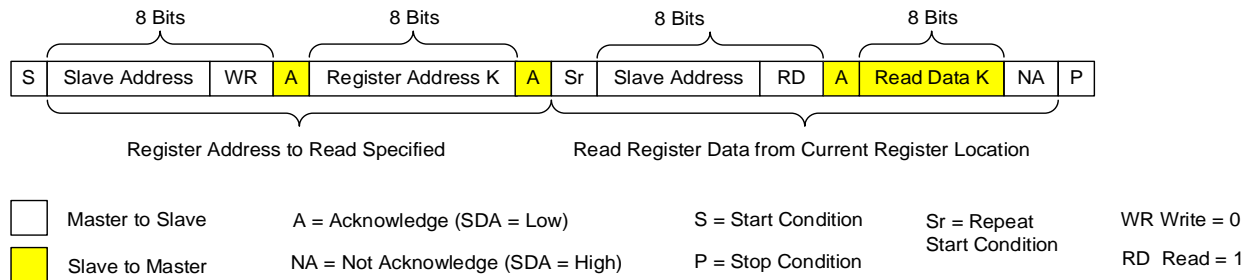 8 Bits 8 Bits 8 Bits 8 Bits
S Slave Address WR A Register Address K A Sr Slave Address RD A Read Data K NA P
Register Address to Read Specified Read Register Data from Current Register Location
Master to Slave A = Acknowledge (SDA = Low) S = Start Condition Sr = Repeat WR Write = 0
Start Condition
Slave to Master NA = Not Acknowledge (SDA = High) P = Stop Condition RD Read = 1